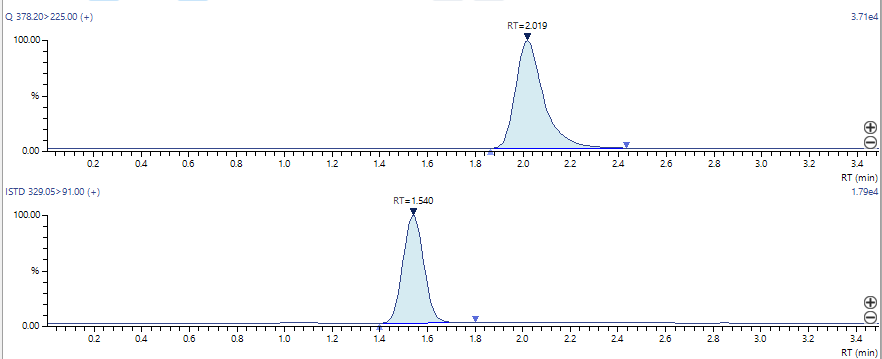 Q 378.20>225.00 (+) 3.71e4
RT=2.019
100.00
%
0.00
0.2 0.4 0.6 0.8 1.0 1.2 1.4 1.6 1.8 2.0 2.2 2.4 2.6 2.8 3.0 3.2 3.4
RT (min)
ISTD 329.05>91.00 (+) 1.79e4
RT=1.540
100.00
%
0.00
0.2 0.4 0.6 0.8 1.0 1.2 1.4 1.6 1.8 2.0 2.2 2.4 2.6 2.8 3.0 3.2 3.4
RT (min)